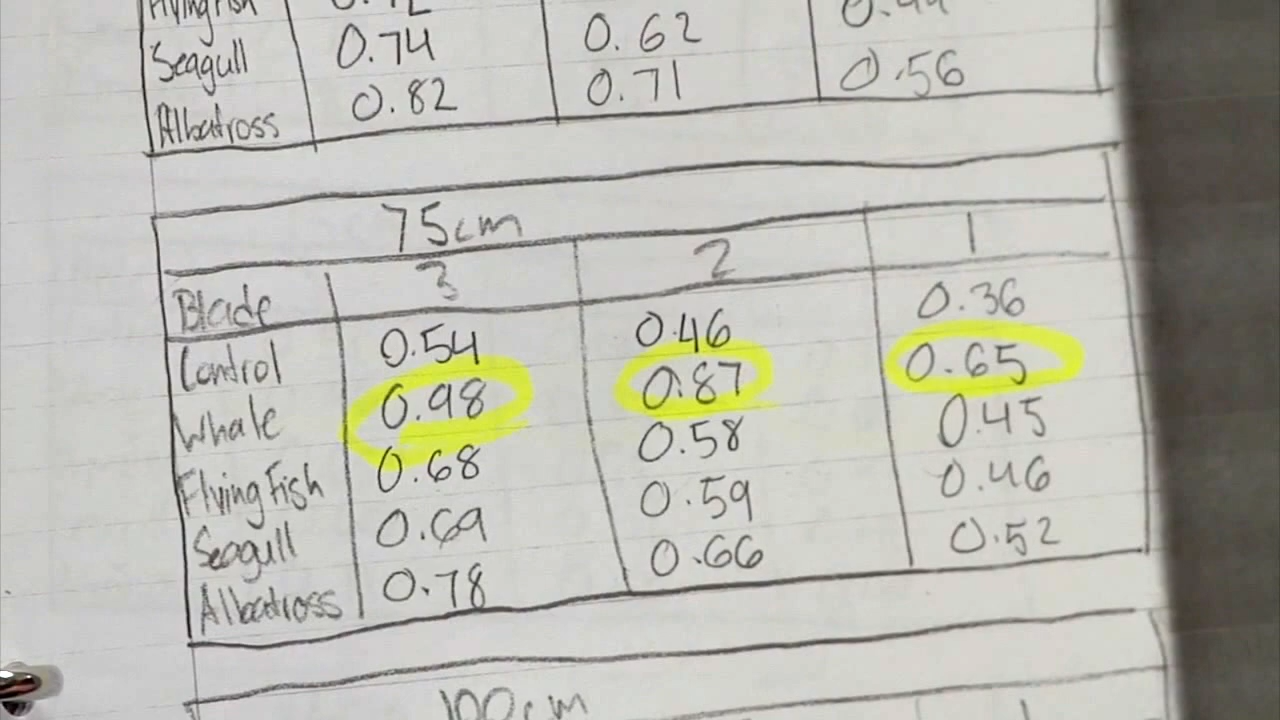 Seagull 0.74 0.62
Albatross 0.82 0.71 0.56
75cm
Blade 3 2 1
Control 0.54 0.46 0.36
Whale 0.98 0.87 0.65
Flying Fish 0.68 0.58 0.45
Seagull 0.69 0.59 0.46
Albatross 0.78 0.66 0.52
100cm